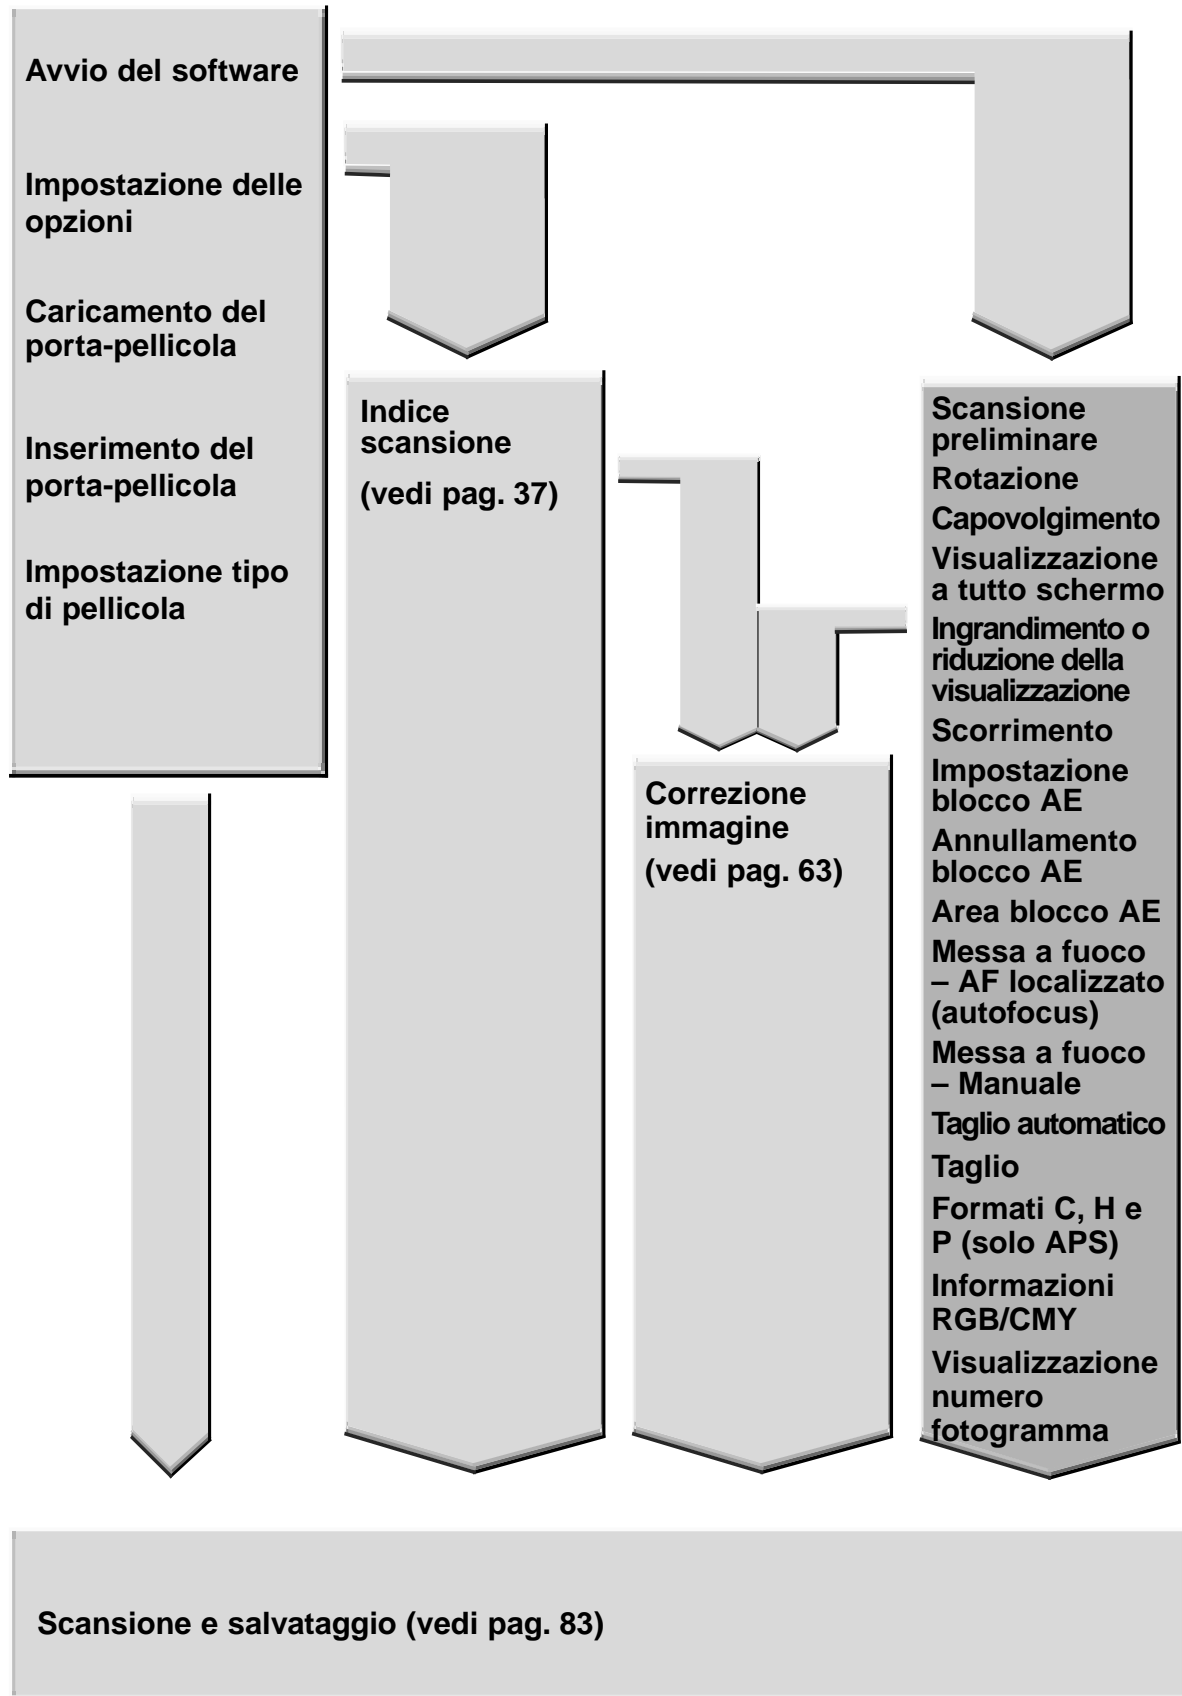 Avvio del software
Impostazione delle
opzioni
Caricamento del
porta-pellicola
Inserimento del
porta-pellicola
Impostazione tipo
di pellicola
Indice
scansione
(vedi pag. 37)
Correzione
immagine
(vedi pag. 63)
Scansione
preliminare
Rotazione
Capovolgimento
Visualizzazione
a tutto schermo
Ingrandimento o
riduzione della
visualizzazione
Scorrimento
Impostazione
blocco AE
Annullamento
blocco AE
Area blocco AE
Messa a fuoco
– AF localizzato
(autofocus)
Messa a fuoco
– Manuale
Taglio automatico
Taglio
Formati C, H e
P (solo APS)
Informazioni
RGB/CMY
Visualizzazione
numero
fotogramma
Scansione e salvataggio (vedi pag. 83)